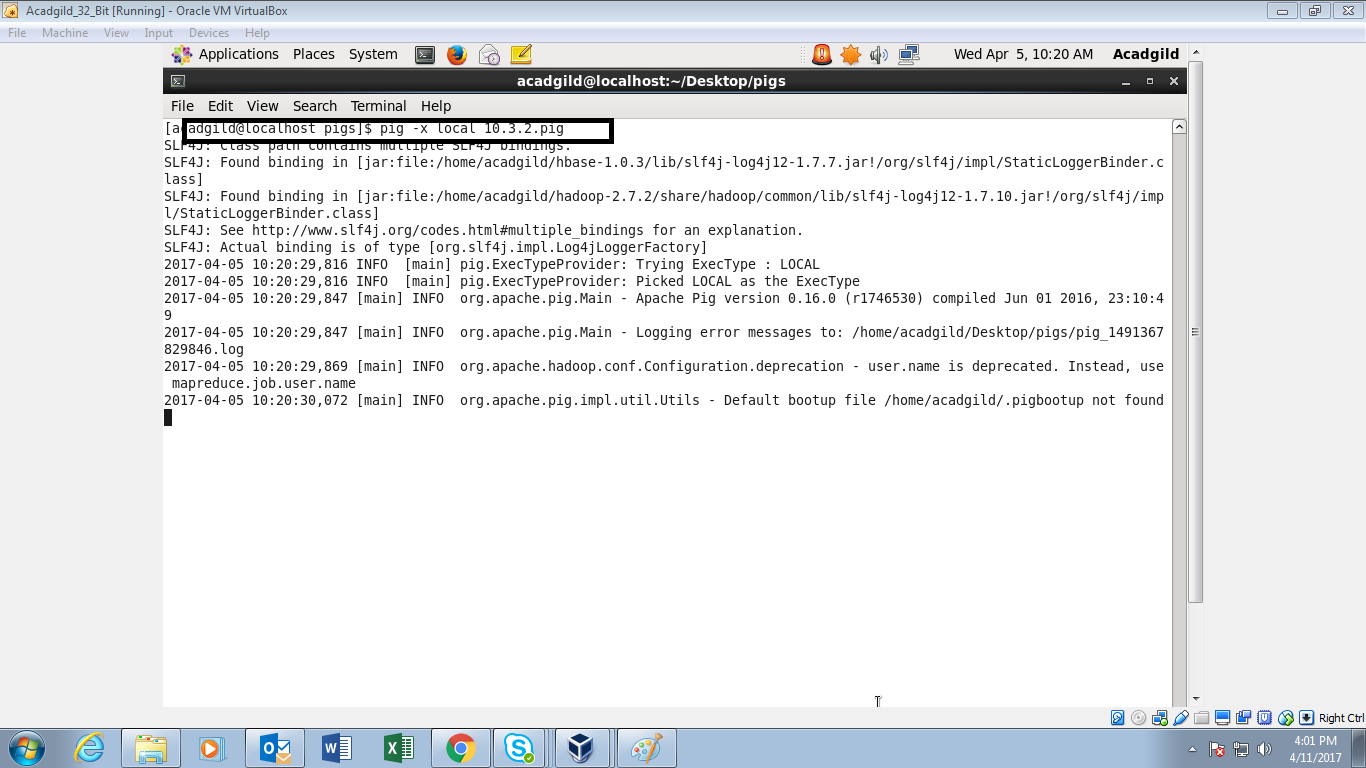 Acadgild_32_Bit [Running] - Oracle VM VirtualBox
File Machine View Input Devices Help
Applications Places System Wed Apr 5, 10:20 AM Acadgild
acadgild@localhost:~/Desktop/pigs
File Edit View Search Terminal Help
[acadgild@localhost pigs]$ pig -x local 10.3.2.pig
SLF4J: Class path contains multiple SLF4J bindings.
SLF4J: Found binding in [jar:file:/home/acadgild/hbase-1.0.3/lib/slf4j-log4j12-1.7.7.jar!/org/slf4j/impl/StaticLoggerBinder.c
lass]
SLF4J: Found binding in [jar:file:/home/acadgild/hadoop-2.7.2/share/hadoop/common/lib/slf4j-log4j12-1.7.10.jar!/org/slf4j/imp
l/StaticLoggerBinder.class]
SLF4J: See http://www.slf4j.org/codes.html#multiple_bindings for an explanation.
SLF4J: Actual binding is of type [org.slf4j.impl.Log4jLoggerFactory]
2017-04-05 10:20:29,816 INFO  [main] pig.ExecTypeProvider: Trying ExecType : LOCAL
2017-04-05 10:20:29,816 INFO  [main] pig.ExecTypeProvider: Picked LOCAL as the ExecType
2017-04-05 10:20:29,847 [main] INFO  org.apache.pig.Main - Apache Pig version 0.16.0 (r1746530) compiled Jun 01 2016, 23:10:4
9
2017-04-05 10:20:29,847 [main] INFO  org.apache.pig.Main - Logging error messages to: /home/acadgild/Desktop/pigs/pig_1491367
829846.log
2017-04-05 10:20:29,869 [main] INFO  org.apache.hadoop.conf.Configuration.deprecation - user.name is deprecated. Instead, use
 mapreduce.job.user.name
2017-04-05 10:20:30,072 [main] INFO  org.apache.pig.impl.util.Utils - Default bootup file /home/acadgild/.pigbootup not found
Right Ctrl
4:01 PM
4/11/2017